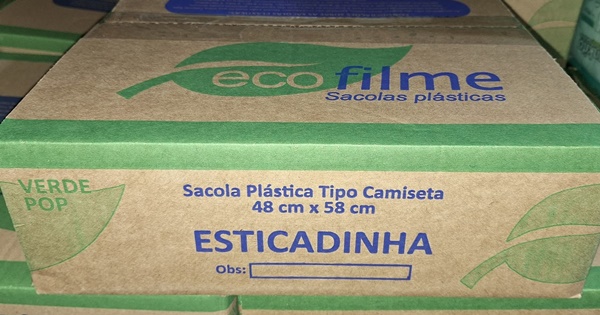 ecofilme
Sacolas plásticas
VERDE
POP
Sacola Plástica Tipo Camiseta
48 cm x 58 cm
ESTICADINHA
Obs: